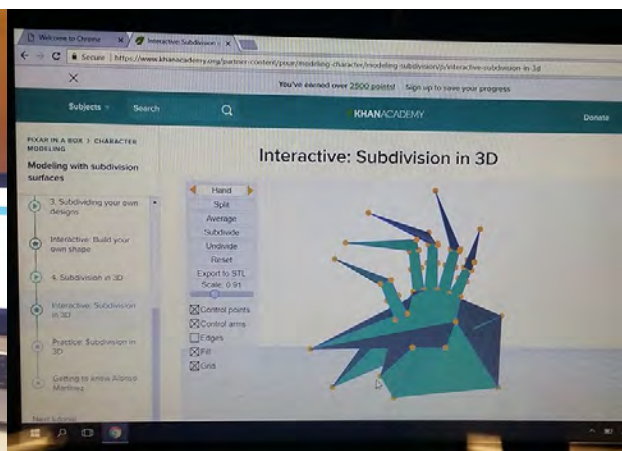 Welcome to Chrome
Interactive: Subdivision i
Secure
https://www.khanacademy.org/partner-content/pixar/modeling-character/modeling-subdivision/p/interactive-subdivision-in-3d
You've earned over 2500 points! Sign up to save your progress
Subjects
Search
KHANACADEMY
Donate
PIXAR IN A BOX > CHARACTER
MODELING
Modeling with subdivision
surfaces
3. Subdividing your own
designs
Interactive: Build your
own shape
4. Subdivision in 3D
Interactive: Subdivision
in 3D
Practice: Subdivision in
3D
Getting to know Alonso
Martinez
Next tutorial
Interactive: Subdivision in 3D
Hand
Split
Average
Subdivide
Undivide
Reset
Export to STL
Scale: 0.91
Control points
Control arms
Edges
Fill
Grid